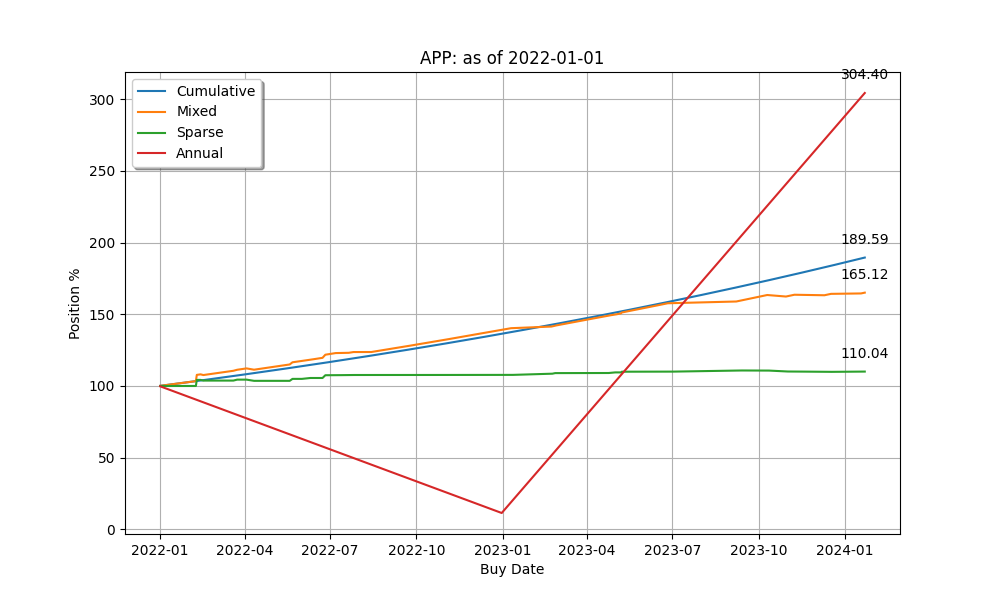 APP: as of 2022-01-01
304.40
Cumulative
Mixed
Sparse
Annual
189.59
165.12
110.04
300
250
200
150
100
50
0
Position %
2022-01 2022-04 2022-07 2022-10 2023-01 2023-04 2023-07 2023-10 2024-01
Buy Date